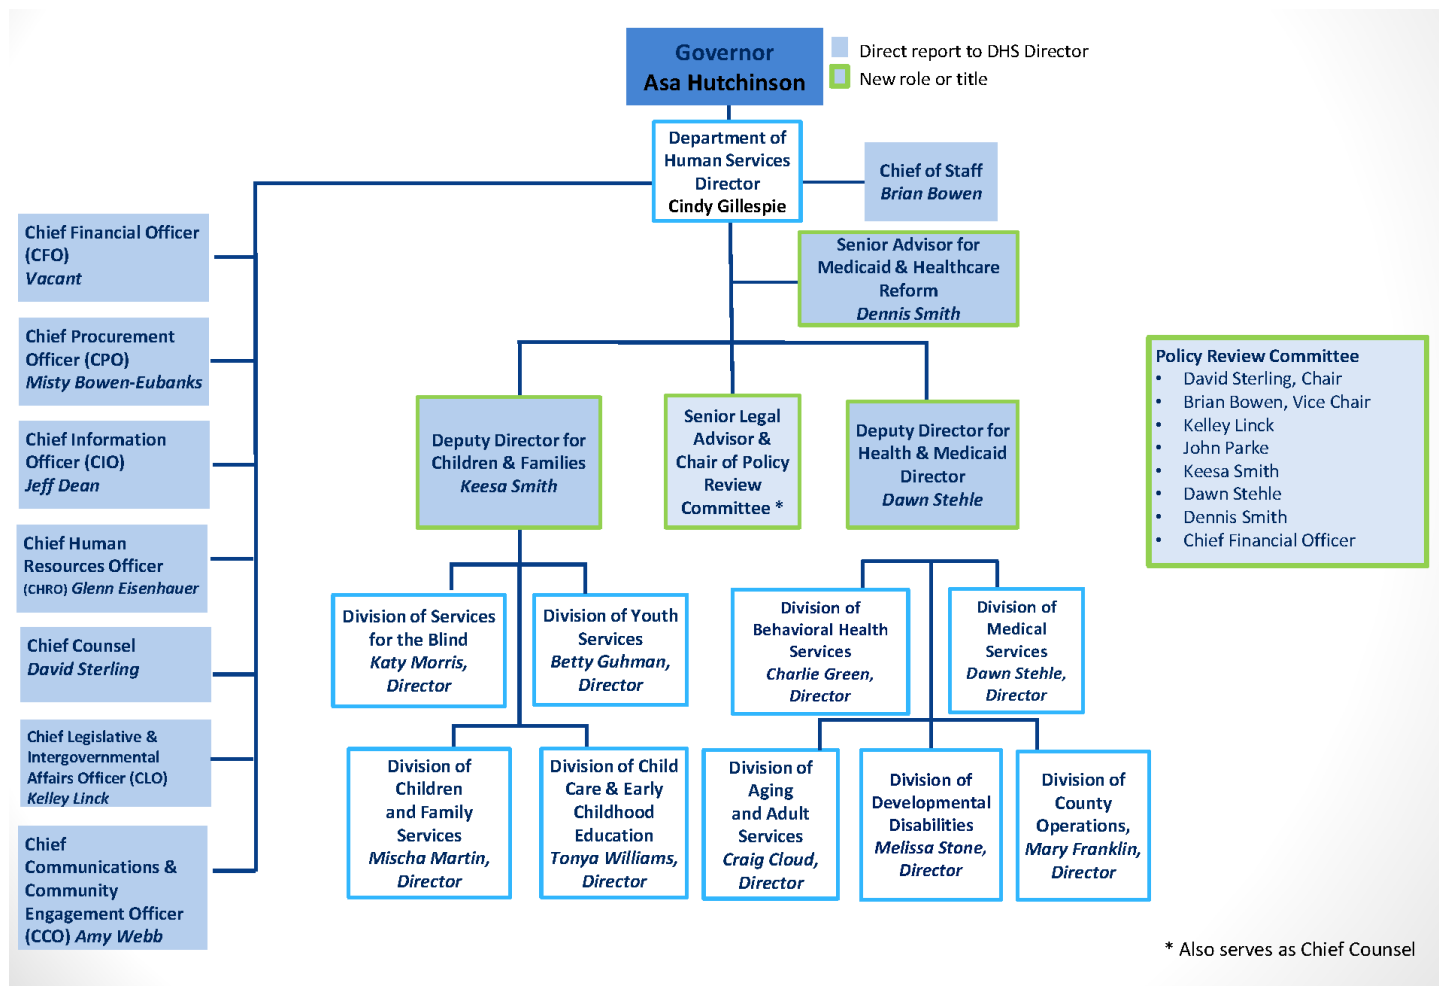 Governor
Asa Hutchinson
Direct report to DHS Director
New role or title
Department of
Human Services
Director
Cindy Gillespie
Chief of Staff
Brian Bowen
Senior Advisor for
Medicaid & Healthcare
Reform
Dennis Smith
Chief Financial Officer
(CFO)
Vacant
Chief Procurement
Officer (CPO)
Misty Bowen-Eubanks
Chief Information
Officer (CIO)
Jeff Dean
Chief Human
Resources Officer
(CHRO) Glenn Eisenhauer
Chief Counsel
David Sterling
Chief Legislative &
Intergovernmental
Affairs Officer (CLO)
Kelley Linck
Chief
Communications &
Community
Engagement Officer
(CCO) Amy Webb
Deputy Director for
Children & Families
Keesa Smith
Senior Legal
Advisor &
Chair of Policy
Review
Committee *
Deputy Director for
Health & Medicaid
Director
Dawn Stehle
Policy Review Committee
• David Sterling, Chair
• Brian Bowen, Vice Chair
• Kelley Linck
• John Parke
• Keesa Smith
• Dawn Stehle
• Dennis Smith
• Chief Financial Officer
Division of Services
for the Blind
Katy Morris,
Director
Division of Youth
Services
Betty Guhman,
Director
Division of
Behavioral Health
Services
Charlie Green,
Director
Division of
Medical
Services
Dawn Stehle,
Director
Division of
Children
and Family
Services
Mischa Martin,
Director
Division of Child
Care & Early
Childhood
Education
Tonya Williams,
Director
Division of
Aging
and Adult
Services
Craig Cloud,
Director
Division of
Developmental
Disabilities
Melissa Stone,
Director
Division of
County
Operations,
Mary Franklin,
Director
* Also serves as Chief Counsel